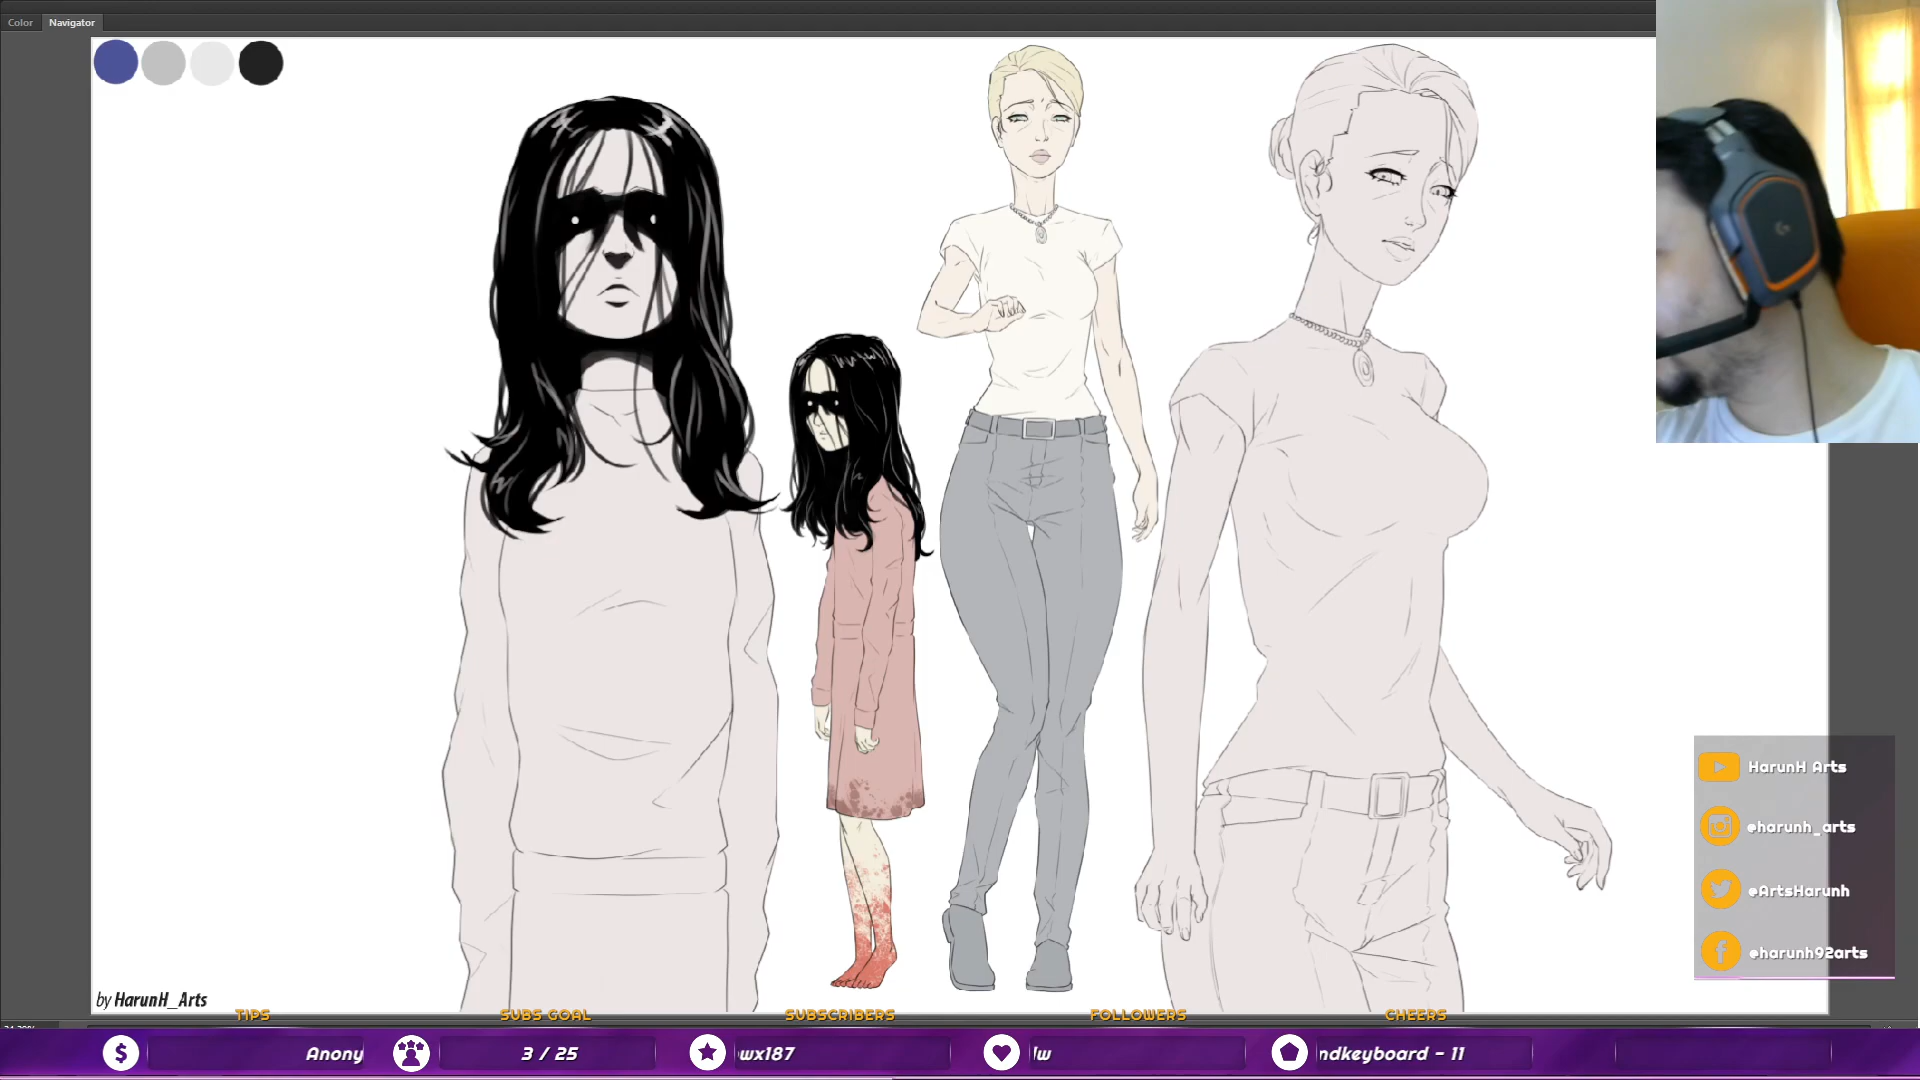 Color Navigator
HarunH Arts
@harunh_arts
@ArtsHarunh
@harunh92arts
by HarunH_Arts
TIPS SUBS GOAL SUBSCRIBERS FOLLOWERS CHEERS
$ Anony 3 / 25 wx187 lw ndkeyboard - 11